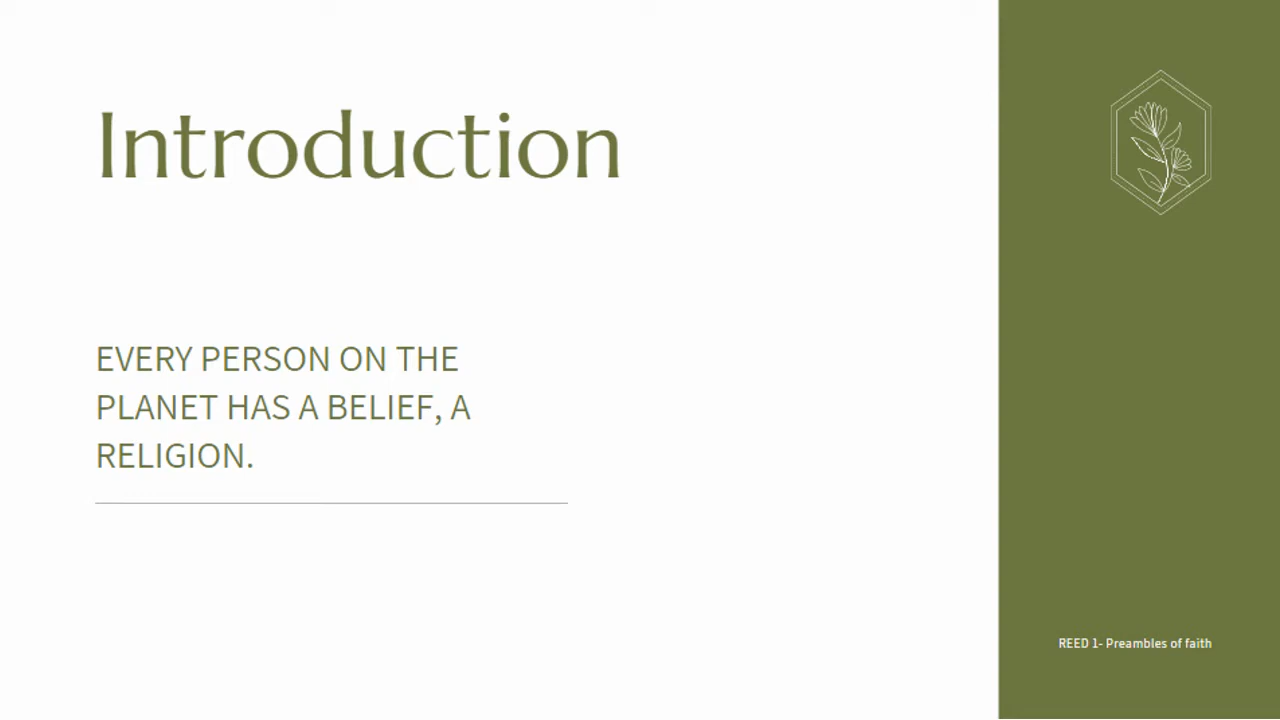 Introduction
EVERY PERSON ON THE
PLANET HAS A BELIEF, A
RELIGION.
REED 1- Preambles of faith